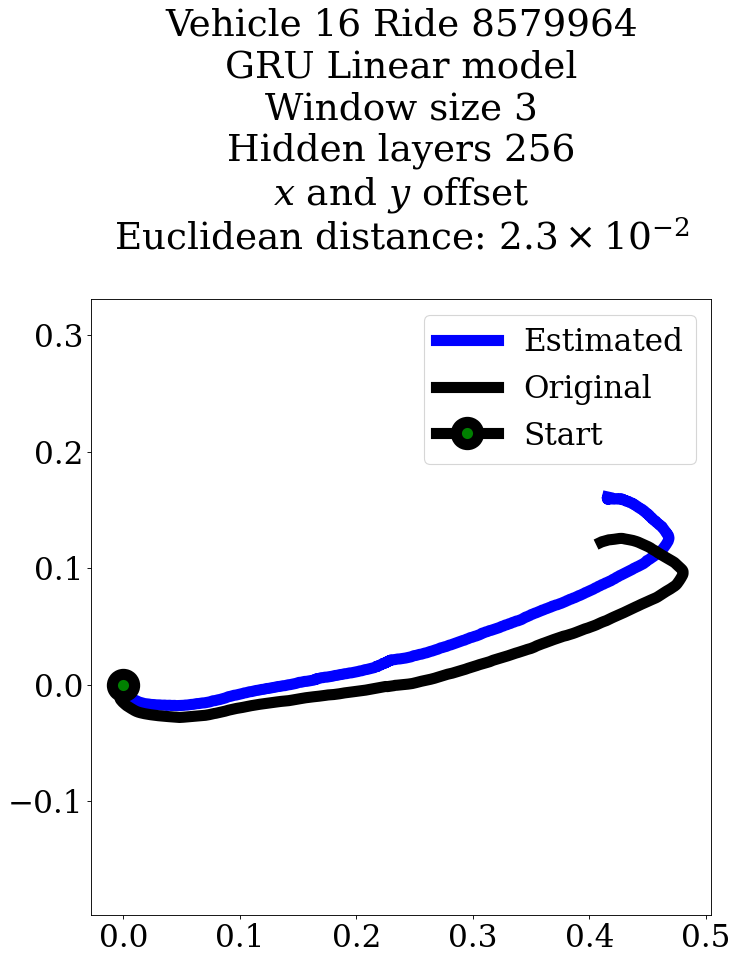 Vehicle 16 Ride 8579964
GRU Linear model
Window size 3
Hidden layers 256
x and y offset
Euclidean distance: 2.3 × 10⁻²
Estimated
Original
Start
0.3
0.2
0.1
0.0
−0.1
0.0 0.1 0.2 0.3 0.4 0.5